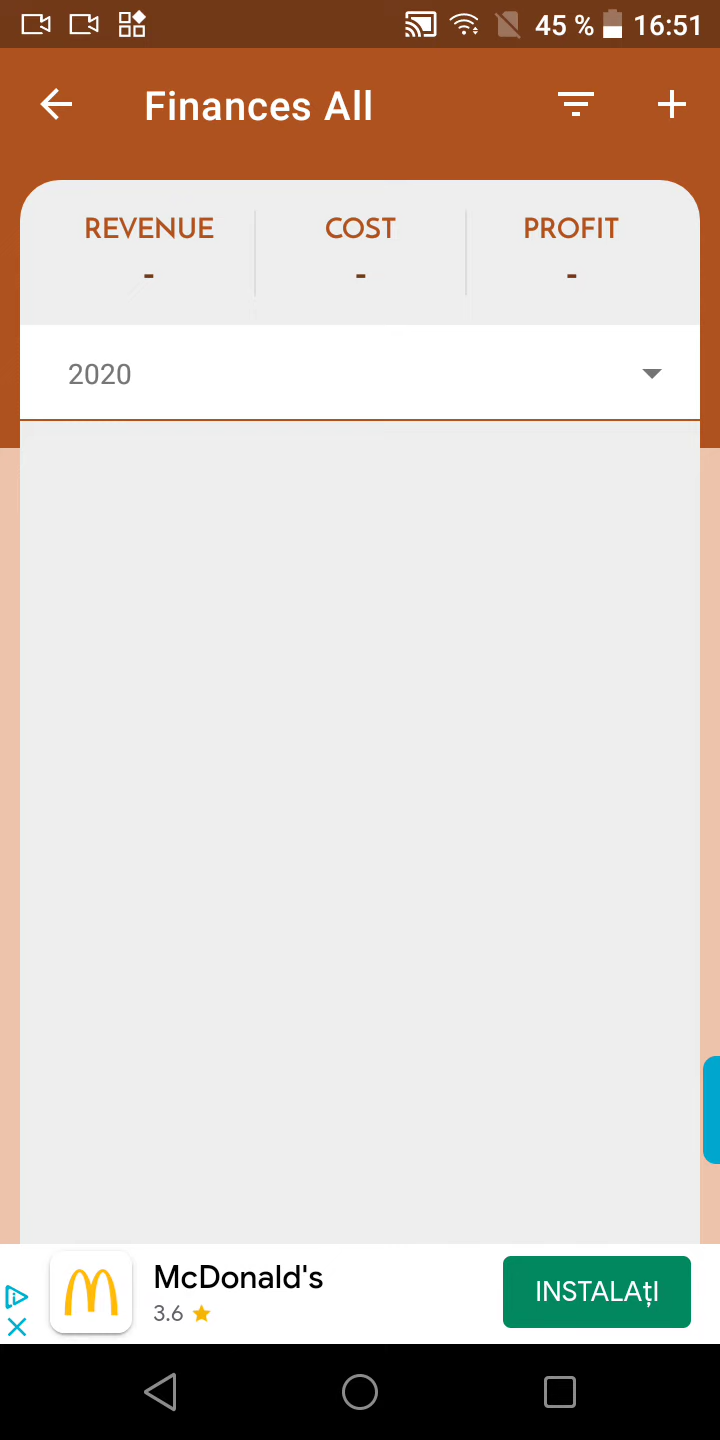 45 % 16:51
Finances All
REVENUE COST PROFIT
- - -
2020
McDonald's
3.6
INSTALAțI